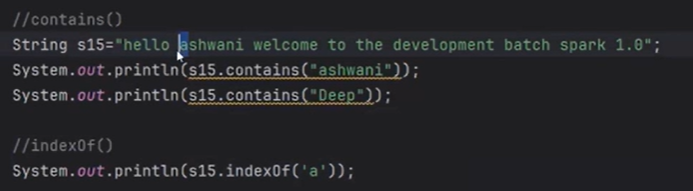 //contains()
String s15="hello ashwani welcome to the development batch spark 1.0";
System.out.println(s15.contains("ashwani"));
System.out.println(s15.contains("Deep"));
//indexOf()
System.out.println(s15.indexOf('a'));